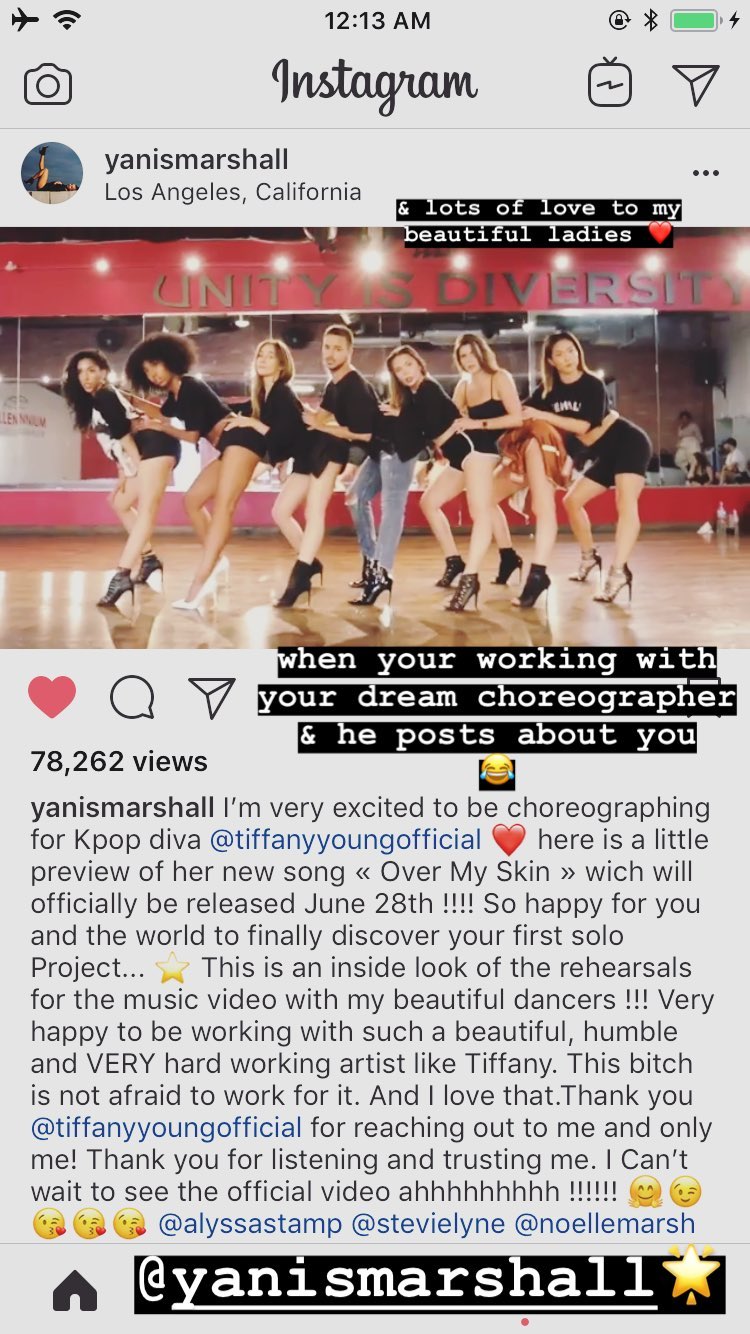 12:13 AM
Instagram
yanismarshall
Los Angeles, California
& lots of love to my
beautiful ladies ❤️
UNITY IS DIVERSITY
when your working with
your dream choreographer
& he posts about you
😂
78,262 views
yanismarshall I'm very excited to be choreographing
for Kpop diva @tiffanyyoungofficial ❤️ here is a little
preview of her new song « Over My Skin » wich will
officially be released June 28th !!!! So happy for you
and the world to finally discover your first solo
Project... ⭐ This is an inside look of the rehearsals
for the music video with my beautiful dancers !!! Very
happy to be working with such a beautiful, humble
and VERY hard working artist like Tiffany. This bitch
is not afraid to work for it. And I love that.Thank you
@tiffanyyoungofficial for reaching out to me and only
me! Thank you for listening and trusting me. I Can't
wait to see the official video ahhhhhhhhh !!!!!! 🤗😉
😘😘😘 @alyssastamp @stevielyne @noellemarsh
@yanismarshall🌟